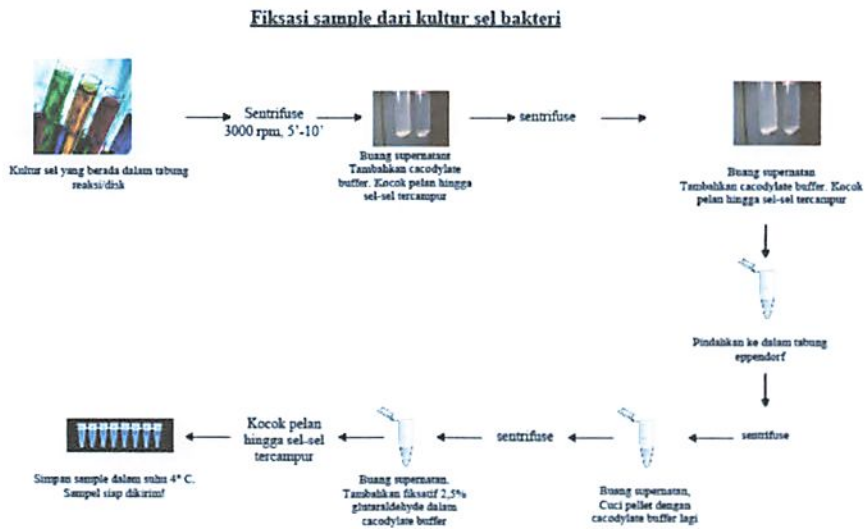 Fiksasi sample dari kultur sel bakteri
Kultur sel yang berada dalam tabung
reaksi/disk
Sentrifuse
3000 rpm, 5'-10'
Buang supernatant
Tambahkan cacodylate
buffer. Kocok pelan hingga
sel-sel tercampur
sentrifuse
Buang supernatan
Tambahkan cacodylate buffer. Kocok
pelan hingga sel-sel tercampur
Pindahkan ke dalam tabung
eppendorf
sentrifuse
Buang supernatan,
Cuci pellet dengan
cacodylate buffer lagi
sentrifuse
Buang supernatan.
Tambahkan fiksatif 2,5%
glutaraldehyde dalam
cacodylate buffer
Kocok pelan
hingga sel-sel
tercampur
Simpan sample dalam suhu 4° C.
Sampel siap dikirim!